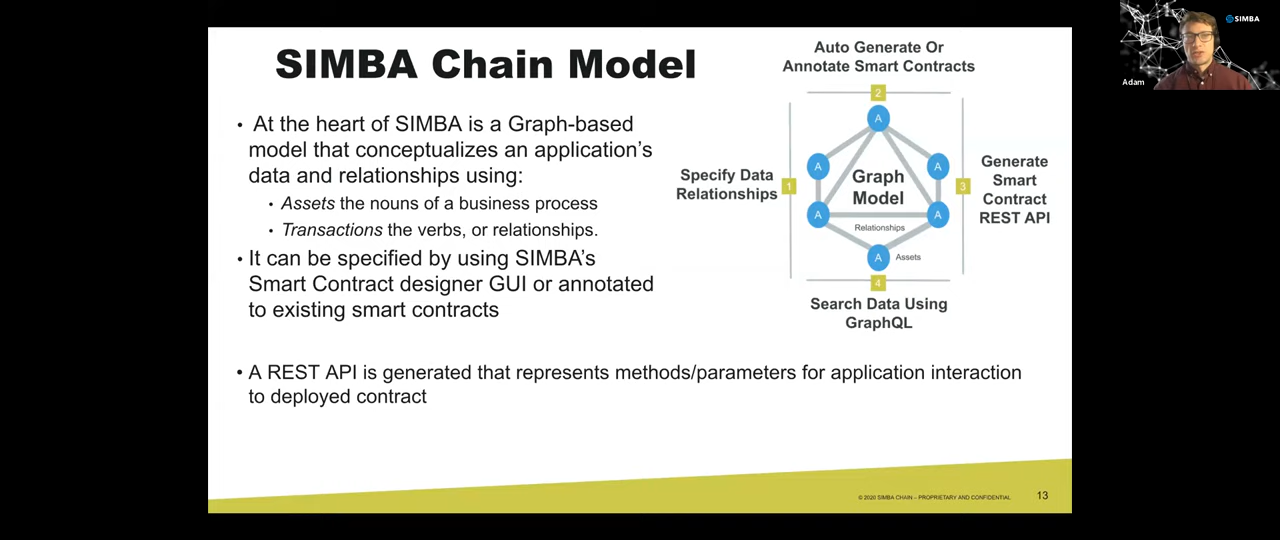 SIMBA Chain Model
• At the heart of SIMBA is a Graph-based
model that conceptualizes an application's
data and relationships using:
• Assets the nouns of a business process
• Transactions the verbs, or relationships.
• It can be specified by using SIMBA's
Smart Contract designer GUI or annotated
to existing smart contracts
• A REST API is generated that represents methods/parameters for application interaction
to deployed contract
Auto Generate Or
Annotate Smart Contracts
2
Specify Data
Relationships
1
A
A
A
Graph
Model
A
A
Relationships
A
Assets
3
Generate
Smart
Contract
REST API
4
Search Data Using
GraphQL
© 2020 SIMBA CHAIN – PROPRIETARY AND CONFIDENTIAL
13
SIMBA
Adam